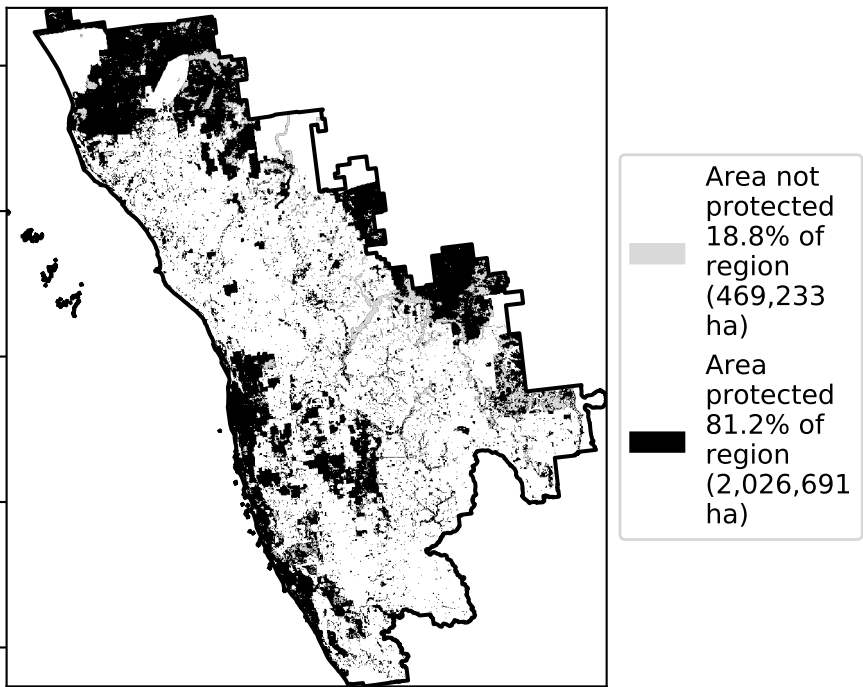 Area not
protected
18.8% of
region
(469,233
ha)
Area
protected
81.2% of
region
(2,026,691
ha)